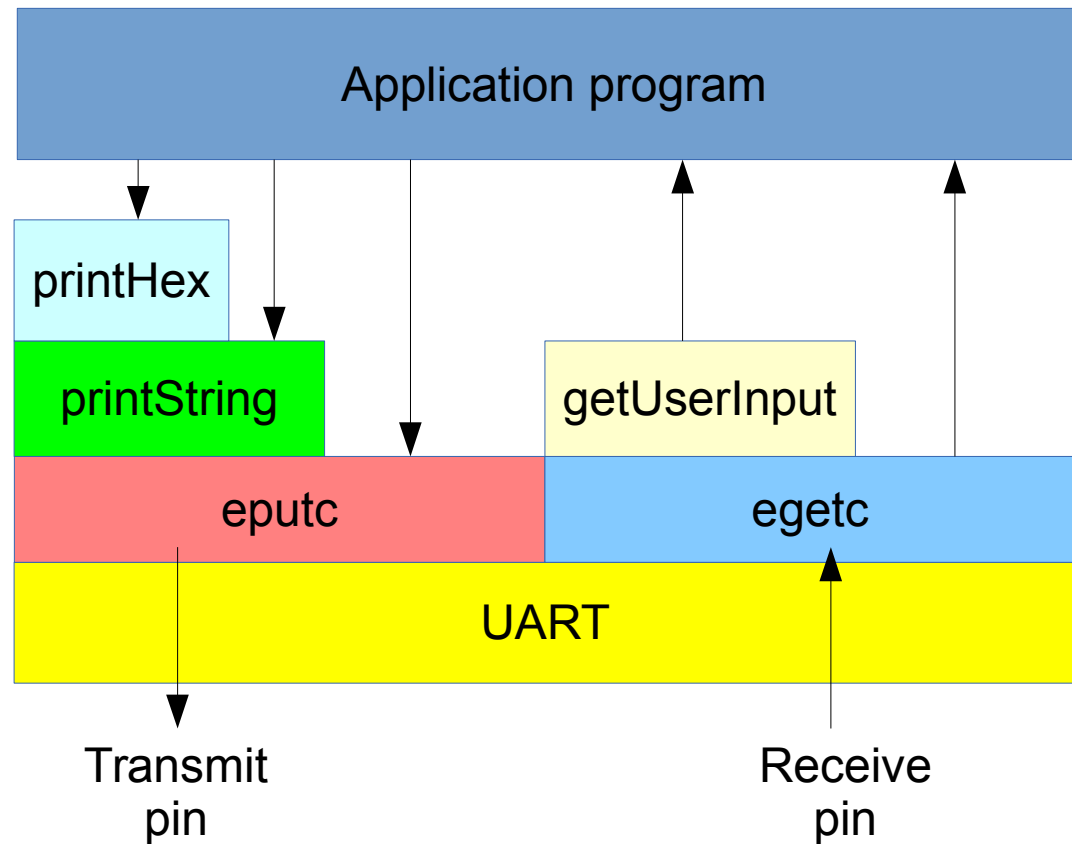 Application program
printHex
printString
getUserInput
eputc
egetc
UART
Transmit
pin
Receive
pin